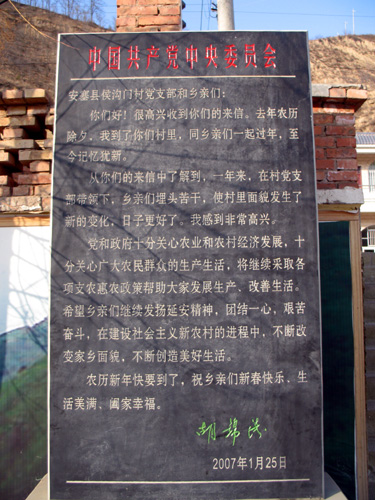 中国共产党中央委员会
安塞县侯沟门村党支部和乡亲们：
你们好！很高兴收到你们的来信。去年农历
除夕，我到了你们村里，同乡亲们一起过年，至
今记忆犹新。
从你们的来信中了解到，一年来，在村党支
部带领下，乡亲们埋头苦干，使村里面貌发生了
新的变化，日子更好了。我感到非常高兴。
党和政府十分关心农业和农村经济发展，十
分关心广大农民群众的生产生活，将继续采取各
项支农惠农政策帮助大家发展生产、改善生活。
希望乡亲们继续发扬延安精神，团结一心，艰苦
奋斗，在建设社会主义新农村的进程中，不断改
变家乡面貌，不断创造美好生活。
农历新年快要到了，祝乡亲们新春快乐、生
活美满、阖家幸福。
胡锦涛
2007年1月25日